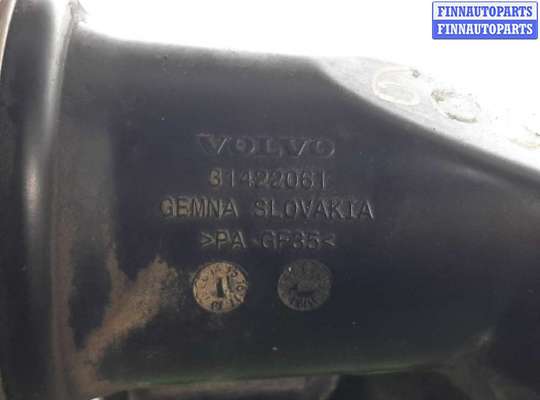 FINNAUTOPARTS
FINNAUTOPARTS
VOLVO
31422061
GEMNA SLOVAKIA
>PA-GF35<